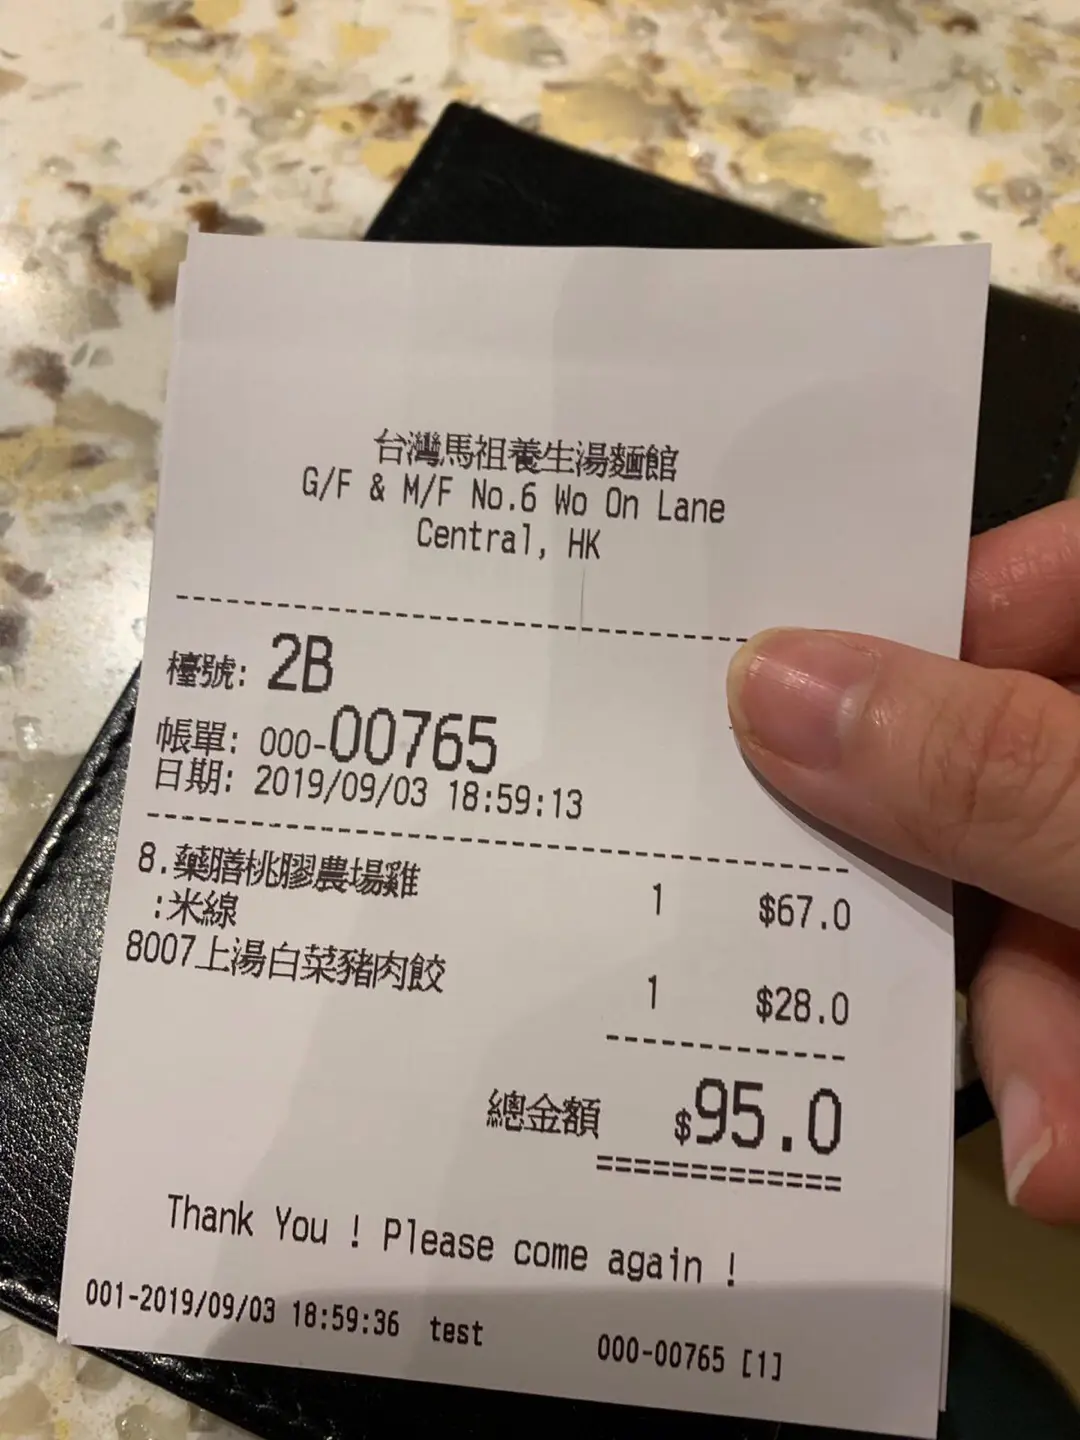 台灣馬祖養生湯麵館
G/F & M/F No.6 Wo On Lane
Central, HK
檯號: 2B
帳單: 000-00765
日期: 2019/09/03 18:59:13
8.藥膳桃膠農場雞 1 $67.0
:米線
8007上湯白菜豬肉餃 1 $28.0
總金額 $95.0
Thank You ! Please come again !
001-2019/09/03 18:59:36 test 000-00765 [1]